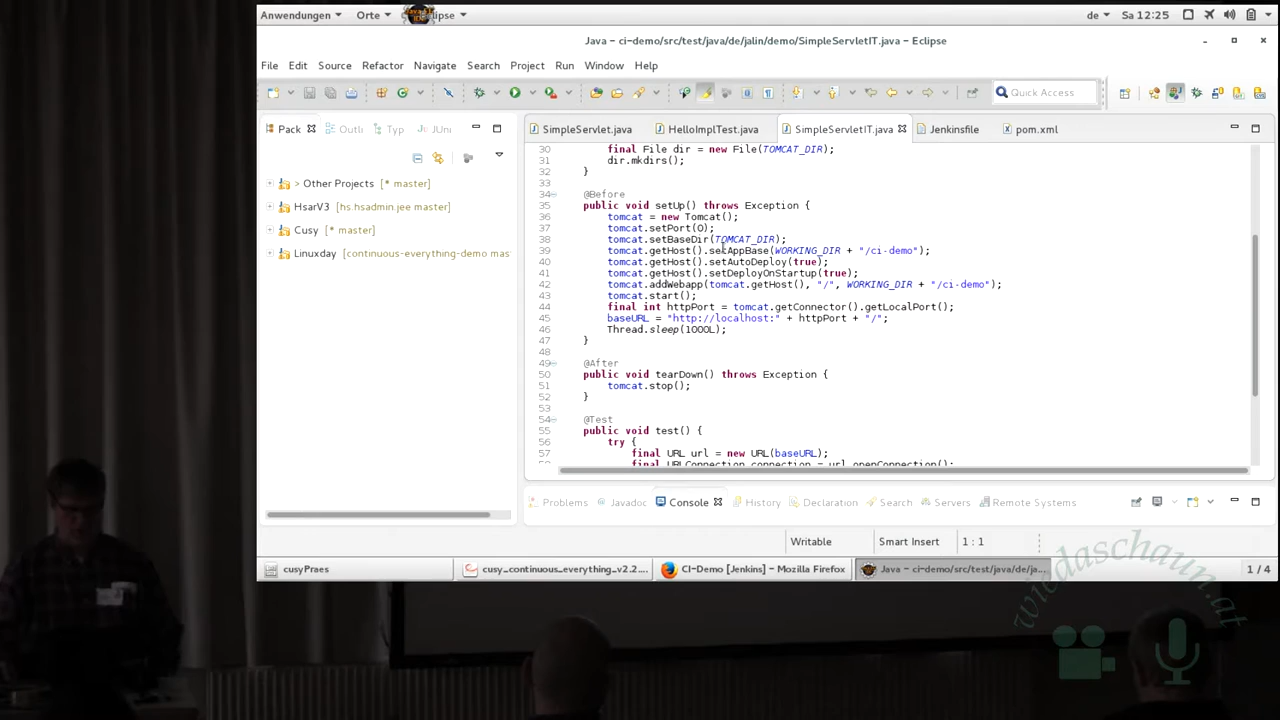 Anwendungen Orte Eclipse de Sa 12:25
Java – ci-demo/src/test/java/de/jalin/demo/SimpleServletIT.java – Eclipse
File Edit Source Refactor Navigate Search Project Run Window Help
Quick Access
Pack Outli Typ JUni
> Other Projects [* master]
HsarV3 [hs.hsadmin.jee master]
Cusy [* master]
Linuxday [continuous-everything-demo mast
SimpleServlet.java HelloImplTest.java SimpleServletIT.java Jenkinsfile pom.xml
30 final File dir = new File(TOMCAT_DIR);
31 dir.mkdirs();
32 }
33
34 @Before
35 public void setUp() throws Exception {
36 tomcat = new Tomcat();
37 tomcat.setPort(0);
38 tomcat.setBaseDir(TOMCAT_DIR);
39 tomcat.getHost().setAppBase(WORKING_DIR + "/ci-demo");
40 tomcat.getHost().setAutoDeploy(true);
41 tomcat.getHost().setDeployOnStartup(true);
42 tomcat.addWebapp(tomcat.getHost(), "/", WORKING_DIR + "/ci-demo");
43 tomcat.start();
44 final int httpPort = tomcat.getConnector().getLocalPort();
45 baseURL = "http://localhost:" + httpPort + "/";
46 Thread.sleep(1000L);
47 }
48
49 @After
50 public void tearDown() throws Exception {
51 tomcat.stop();
52 }
53
54 @Test
55 public void test() {
56 try {
57 final URL url = new URL(baseURL);
58 final URLConnection connection = url.openConnection();
Problems Javadoc Console History Declaration Search Servers Remote Systems
Writable Smart Insert 1 : 1
cusyPraes cusy_continuous_everything_v2.2.... CI-Demo [Jenkins] – Mozilla Firefox Java – ci-demo/src/test/java/de/ja... 1 / 4
wiedaschaun.at